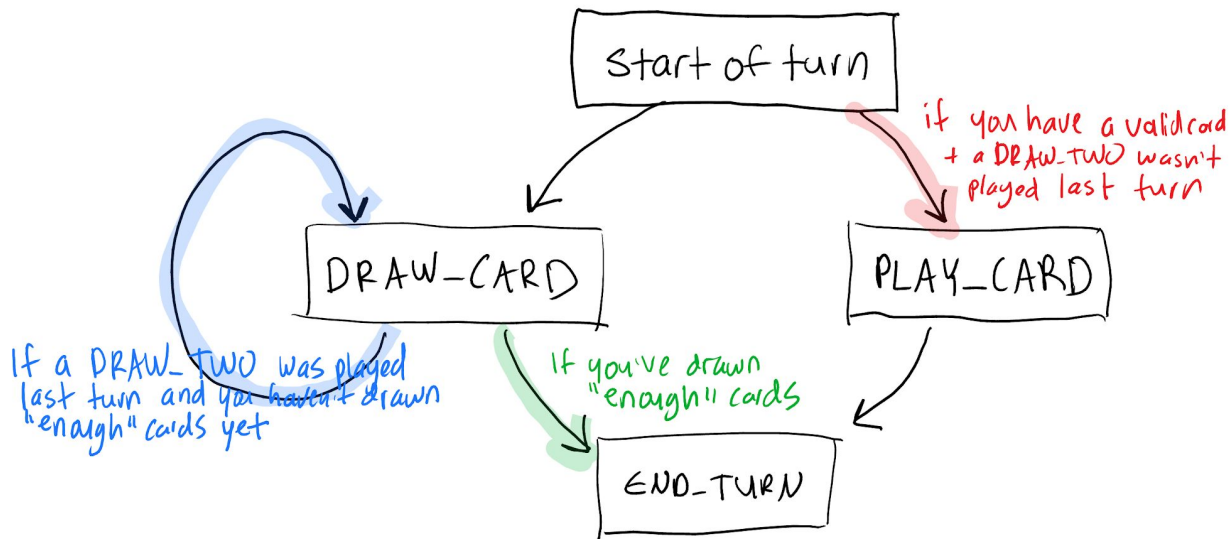 Start of turn
if you have a valid card
+ a DRAW_TWO wasn't
played last turn
DRAW_CARD
PLAY_CARD
If a DRAW_TWO was played
last turn and you haven't drawn
"enough" cards yet
If you've drawn
"enough" cards
END_TURN